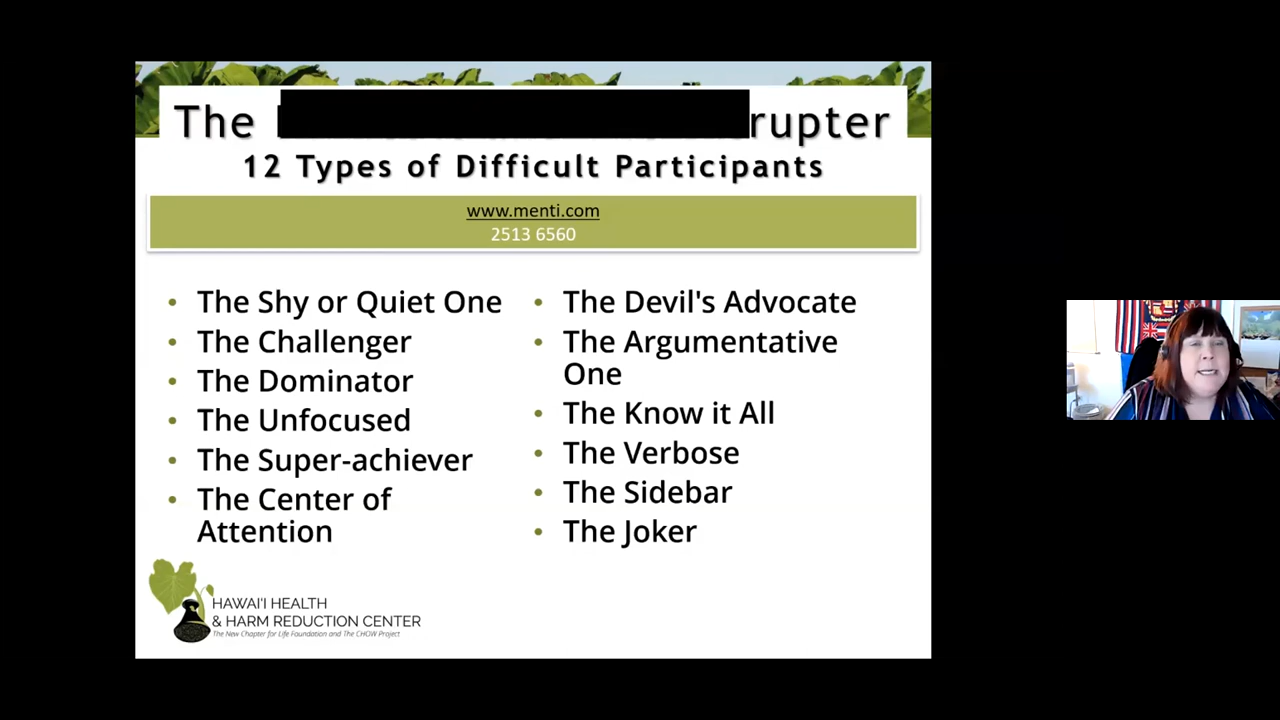 The
12 Types of Difficult Participants
www.menti.com
2513 6560
• The Shy or Quiet One
• The Challenger
• The Dominator
• The Unfocused
• The Super-achiever
• The Center of
Attention
• The Devil's Advocate
• The Argumentative
One
• The Know it All
• The Verbose
• The Sidebar
• The Joker
HAWAI'I HEALTH
& HARM REDUCTION CENTER
The New Chapter for Life Foundation and The CHOW Project